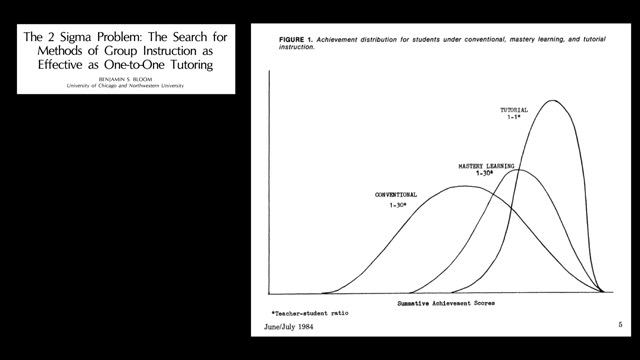 The 2 Sigma Problem: The Search for
Methods of Group Instruction as
Effective as One-to-One Tutoring
BENJAMIN S. BLOOM
University of Chicago and Northwestern University
FIGURE 1. Achievement distribution for students under conventional, mastery learning, and tutorial
instruction.
TUTORIAL
1-1*
MASTERY LEARNING
1-30*
CONVENTIONAL
1-30*
Summative Achievement Scores
*Teacher-student ratio
June/July 1984
5